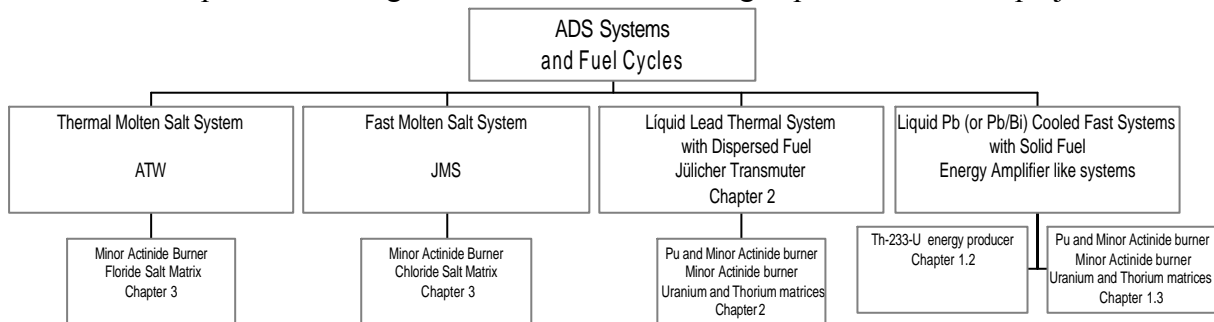 ADS Systems
and Fuel Cycles
Thermal Molten Salt System
ATW
Fast Molten Salt System
JMS
Líquid Lead Thermal System
with Dispersed Fuel
Jülicher Transmuter
Chapter 2
Liquid Pb (or Pb/Bi) Cooled Fast Systems
with Solid Fuel
Energy Amplifier like systems
Minor Actinide Burner
Floride Salt Matrix
Chapter 3
Minor Actinide Burner
Chloride Salt Matrix
Chapter 3
Pu and Minor Actinide burner
Minor Actinide burner
Uranium and Thorium matrices
Chapter2
Th-233-U energy producer
Chapter 1.2
Pu and Minor Actinide burner
Minor Actinide burner
Uranium and Thorium matrices
Chapter 1.3